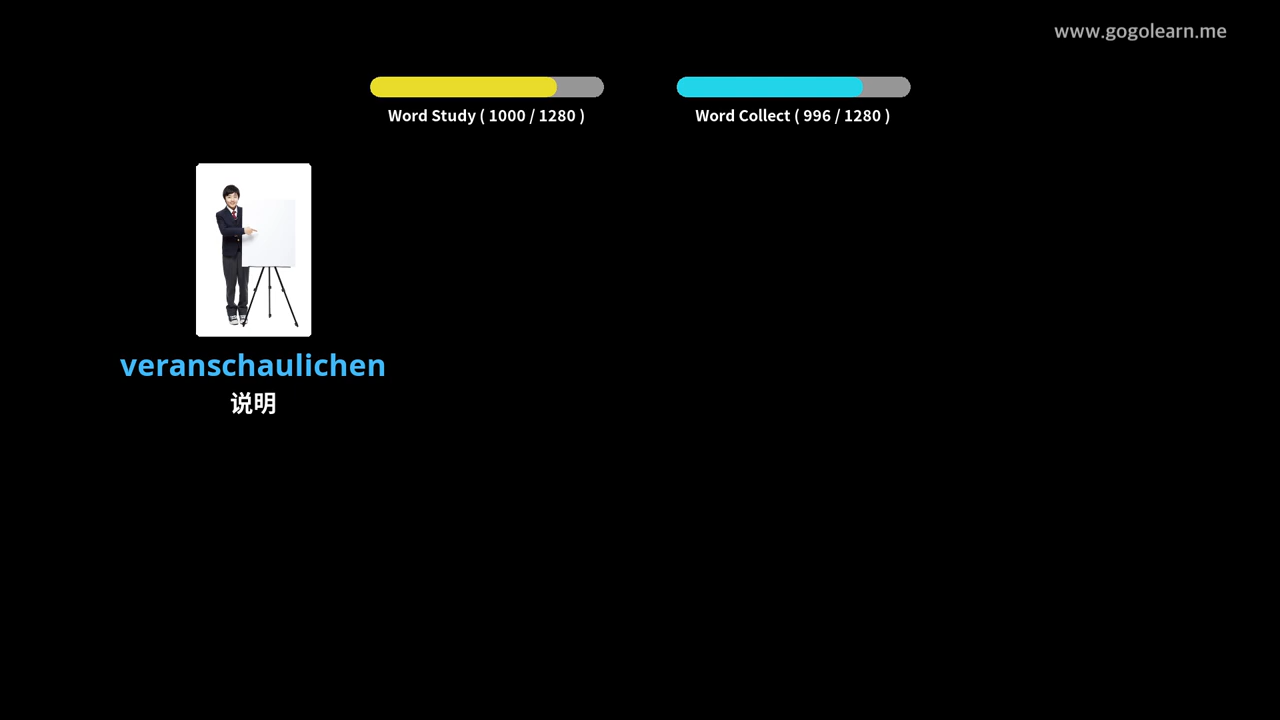 www.gogolearn.me
Word Study ( 1000 / 1280 )
Word Collect ( 996 / 1280 )
veranschaulichen
说明